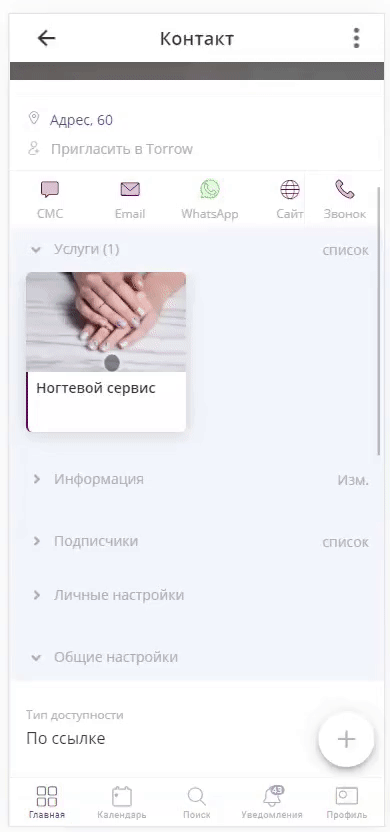 Контакт
Адрес, 60
Пригласить в Torrow
СМС Email WhatsApp Сайт Звонок
Услуги (1) список
Ногтевой сервис
Информация Изм.
Подписчики список
Личные настройки
Общие настройки
Тип доступности
По ссылке
49
Главная Календарь Поиск Уведомления Профиль